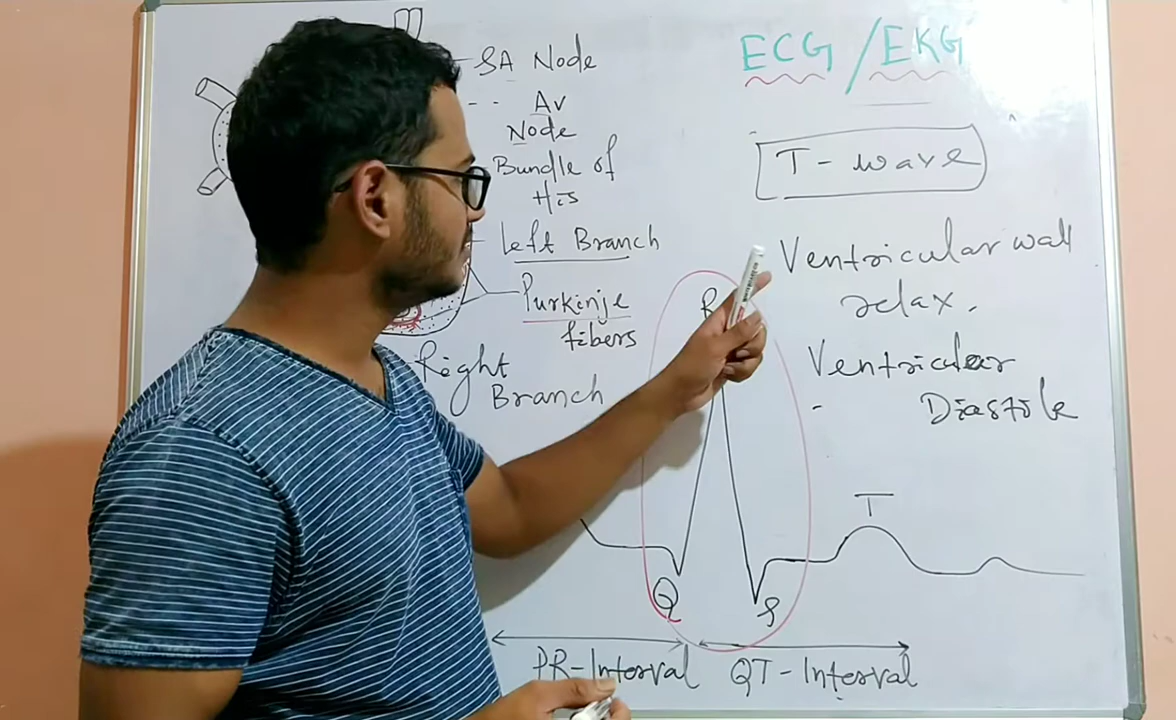 ECG / EKG
SA Node
Av
Node
Bundle of
His
Left Branch
Purkinje
fibers
Right
Branch
T - wave
Ventricular wall
relax.
Ventricular
Diastole
R
T
Q
S
PR-Interval
QT-Interval